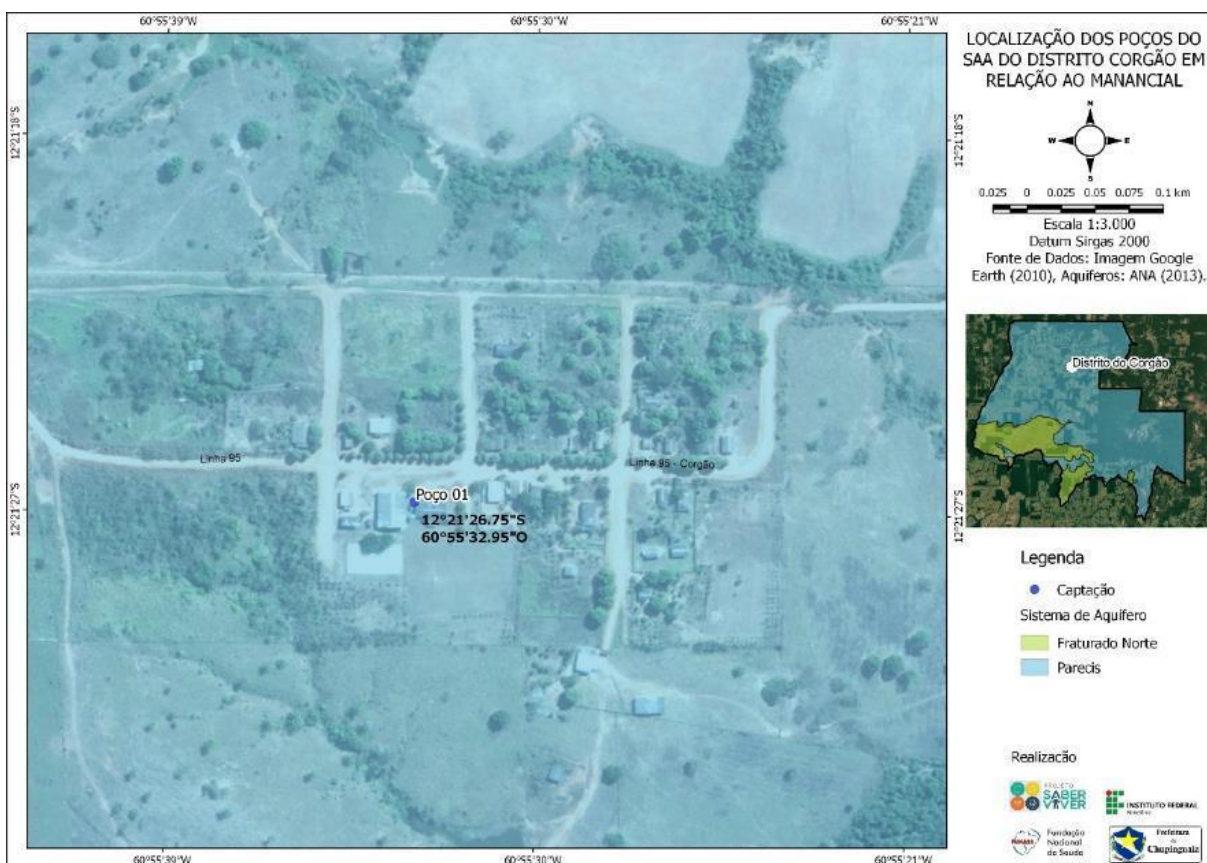 60°55'39"W
60°55'30"W
60°55'21"W
12°21'18"S
12°21'18"S
12°21'27"S
12°21'27"S
60°55'39"W
60°55'30"W
60°55'21"W
Linha 95
Linha 95 - Corgão
Poço 01
12°21'26.75"S
60°55'32.95"O
LOCALIZAÇÃO DOS POÇOS DO
SAA DO DISTRITO CORGÃO EM
RELAÇÃO AO MANANCIAL
N
W
E
S
0.025 0 0.025 0.05 0.075 0.1 km
Escala 1:3.000
Datum Sirgas 2000
Fonte de Dados: Imagem Google
Earth (2010), Aquiferos: ANA (2013).
Distrito do Corgão
Legenda
Captação
Sistema de Aquífero
Fraturado Norte
Parecis
Realização
PROJETO
SABER
VIVER
INSTITUTO FEDERAL
Fundação
Nacional
de Saúde
Prefeitura
de
Chupinguaia